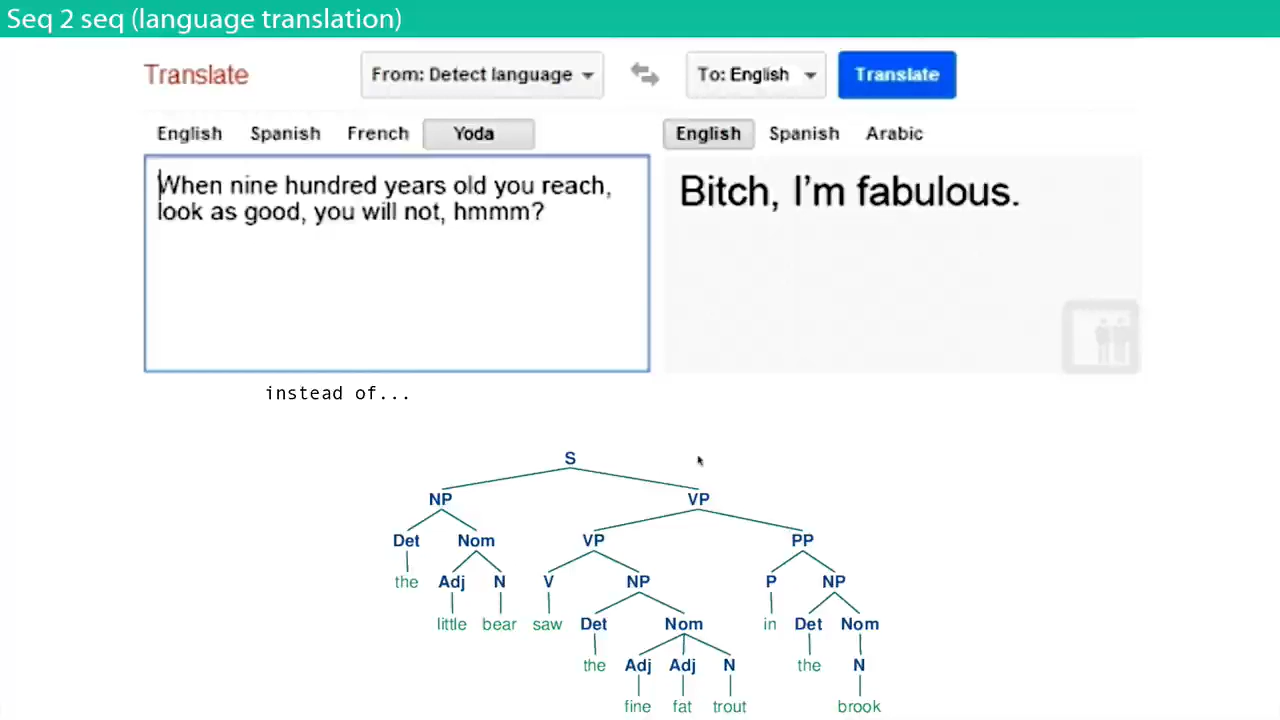 Seq 2 seq (language translation)
Translate From: Detect language To: English Translate
English Spanish French Yoda English Spanish Arabic
When nine hundred years old you reach,
look as good, you will not, hmmm?
Bitch, I'm fabulous.
instead of...
S
NP VP
Det Nom VP PP
the Adj N V NP P NP
little bear saw Det Nom in Det Nom
the Adj Adj N the N
fine fat trout brook